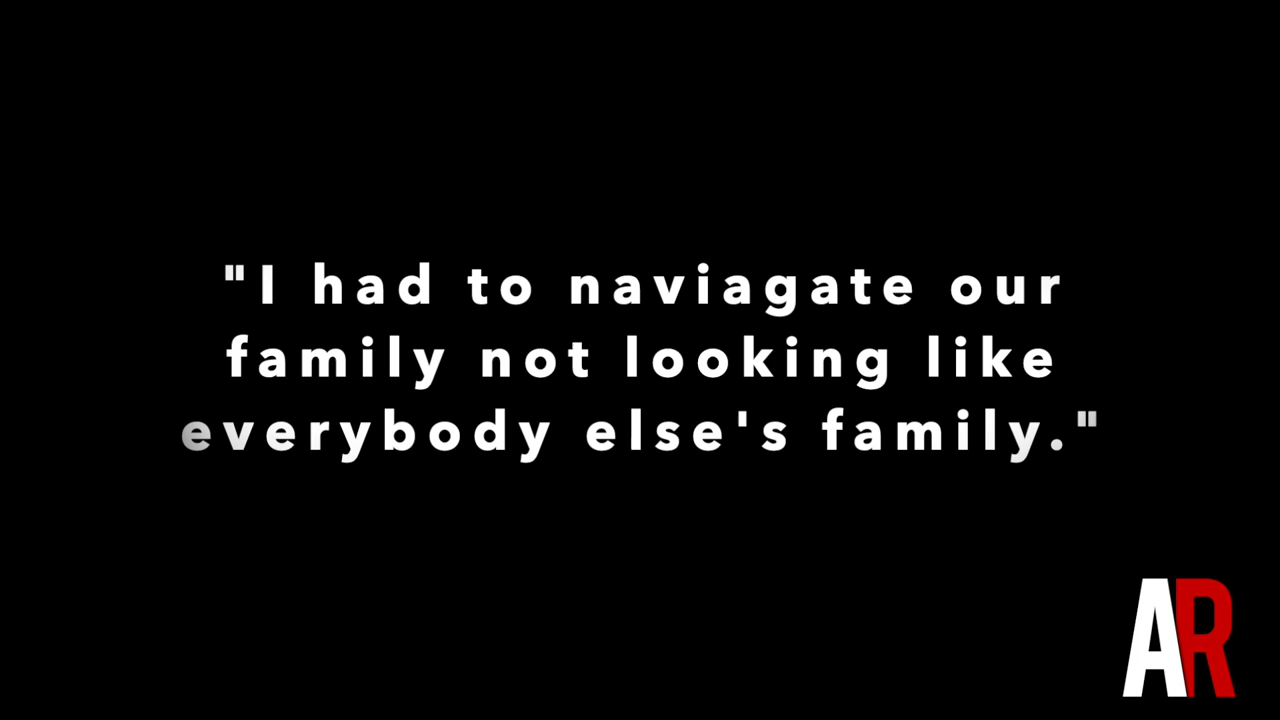 "I had to naviagate our
family not looking like
everybody else's family."
AR